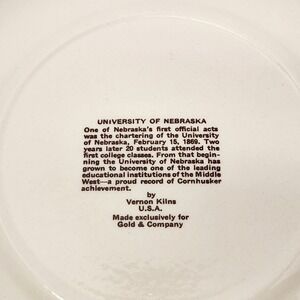 UNIVERSITY OF NEBRASKA
One of Nebraska's first official acts
was the chartering of the University
of Nebraska, February 15, 1869. Two
years later 20 students attended the
first college classes. From that begin-
ning the University of Nebraska has
grown to become one of the leading
educational institutions of the Middle
West—a proud record of Cornhusker
achievement.
by
Vernon Kilns
U.S.A.
Made exclusively for
Gold & Company